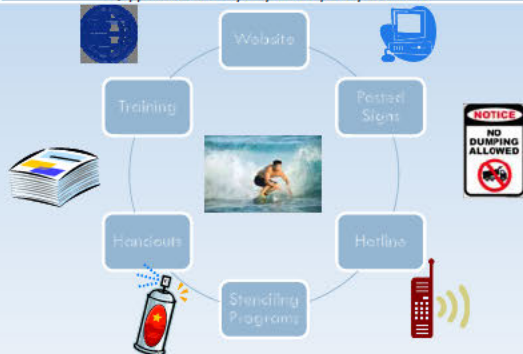 Website
Training
Posted
Signs
NOTICE
NO
DUMPING
ALLOWED
Handouts
Hotline
Stenciling
Programs